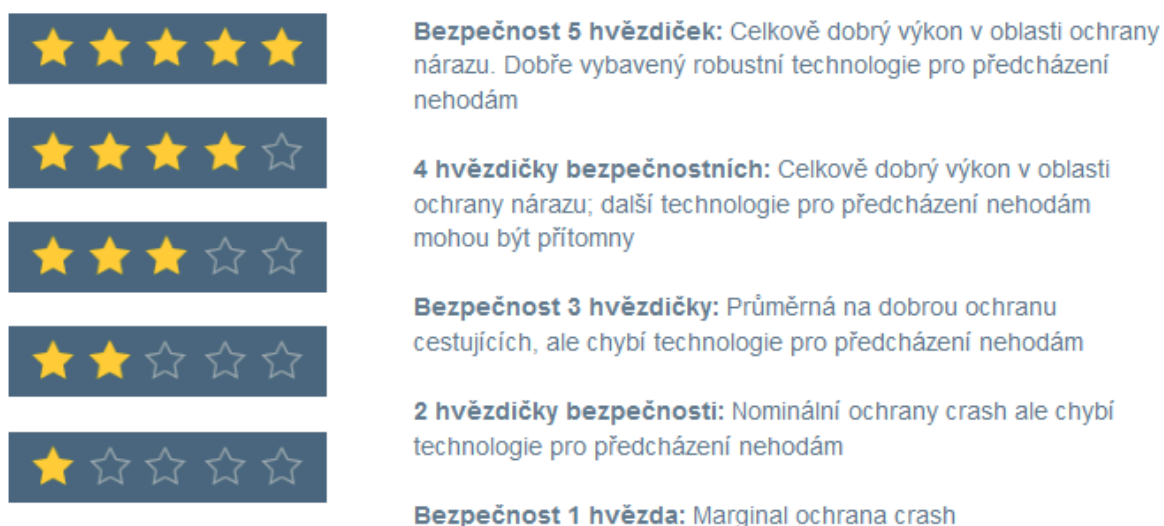 Bezpečnost 5 hvězdiček: Celkově dobrý výkon v oblasti ochrany
nárazu. Dobře vybavený robustní technologie pro předcházení
nehodám
4 hvězdičky bezpečnostních: Celkově dobrý výkon v oblasti
ochrany nárazu; další technologie pro předcházení nehodám
mohou být přítomny
Bezpečnost 3 hvězdičky: Průměrná na dobrou ochranu
cestujících, ale chybí technologie pro předcházení nehodám
2 hvězdičky bezpečnosti: Nominální ochrany crash ale chybí
technologie pro předcházení nehodám
Bezpečnost 1 hvězda: Marginal ochrana crash